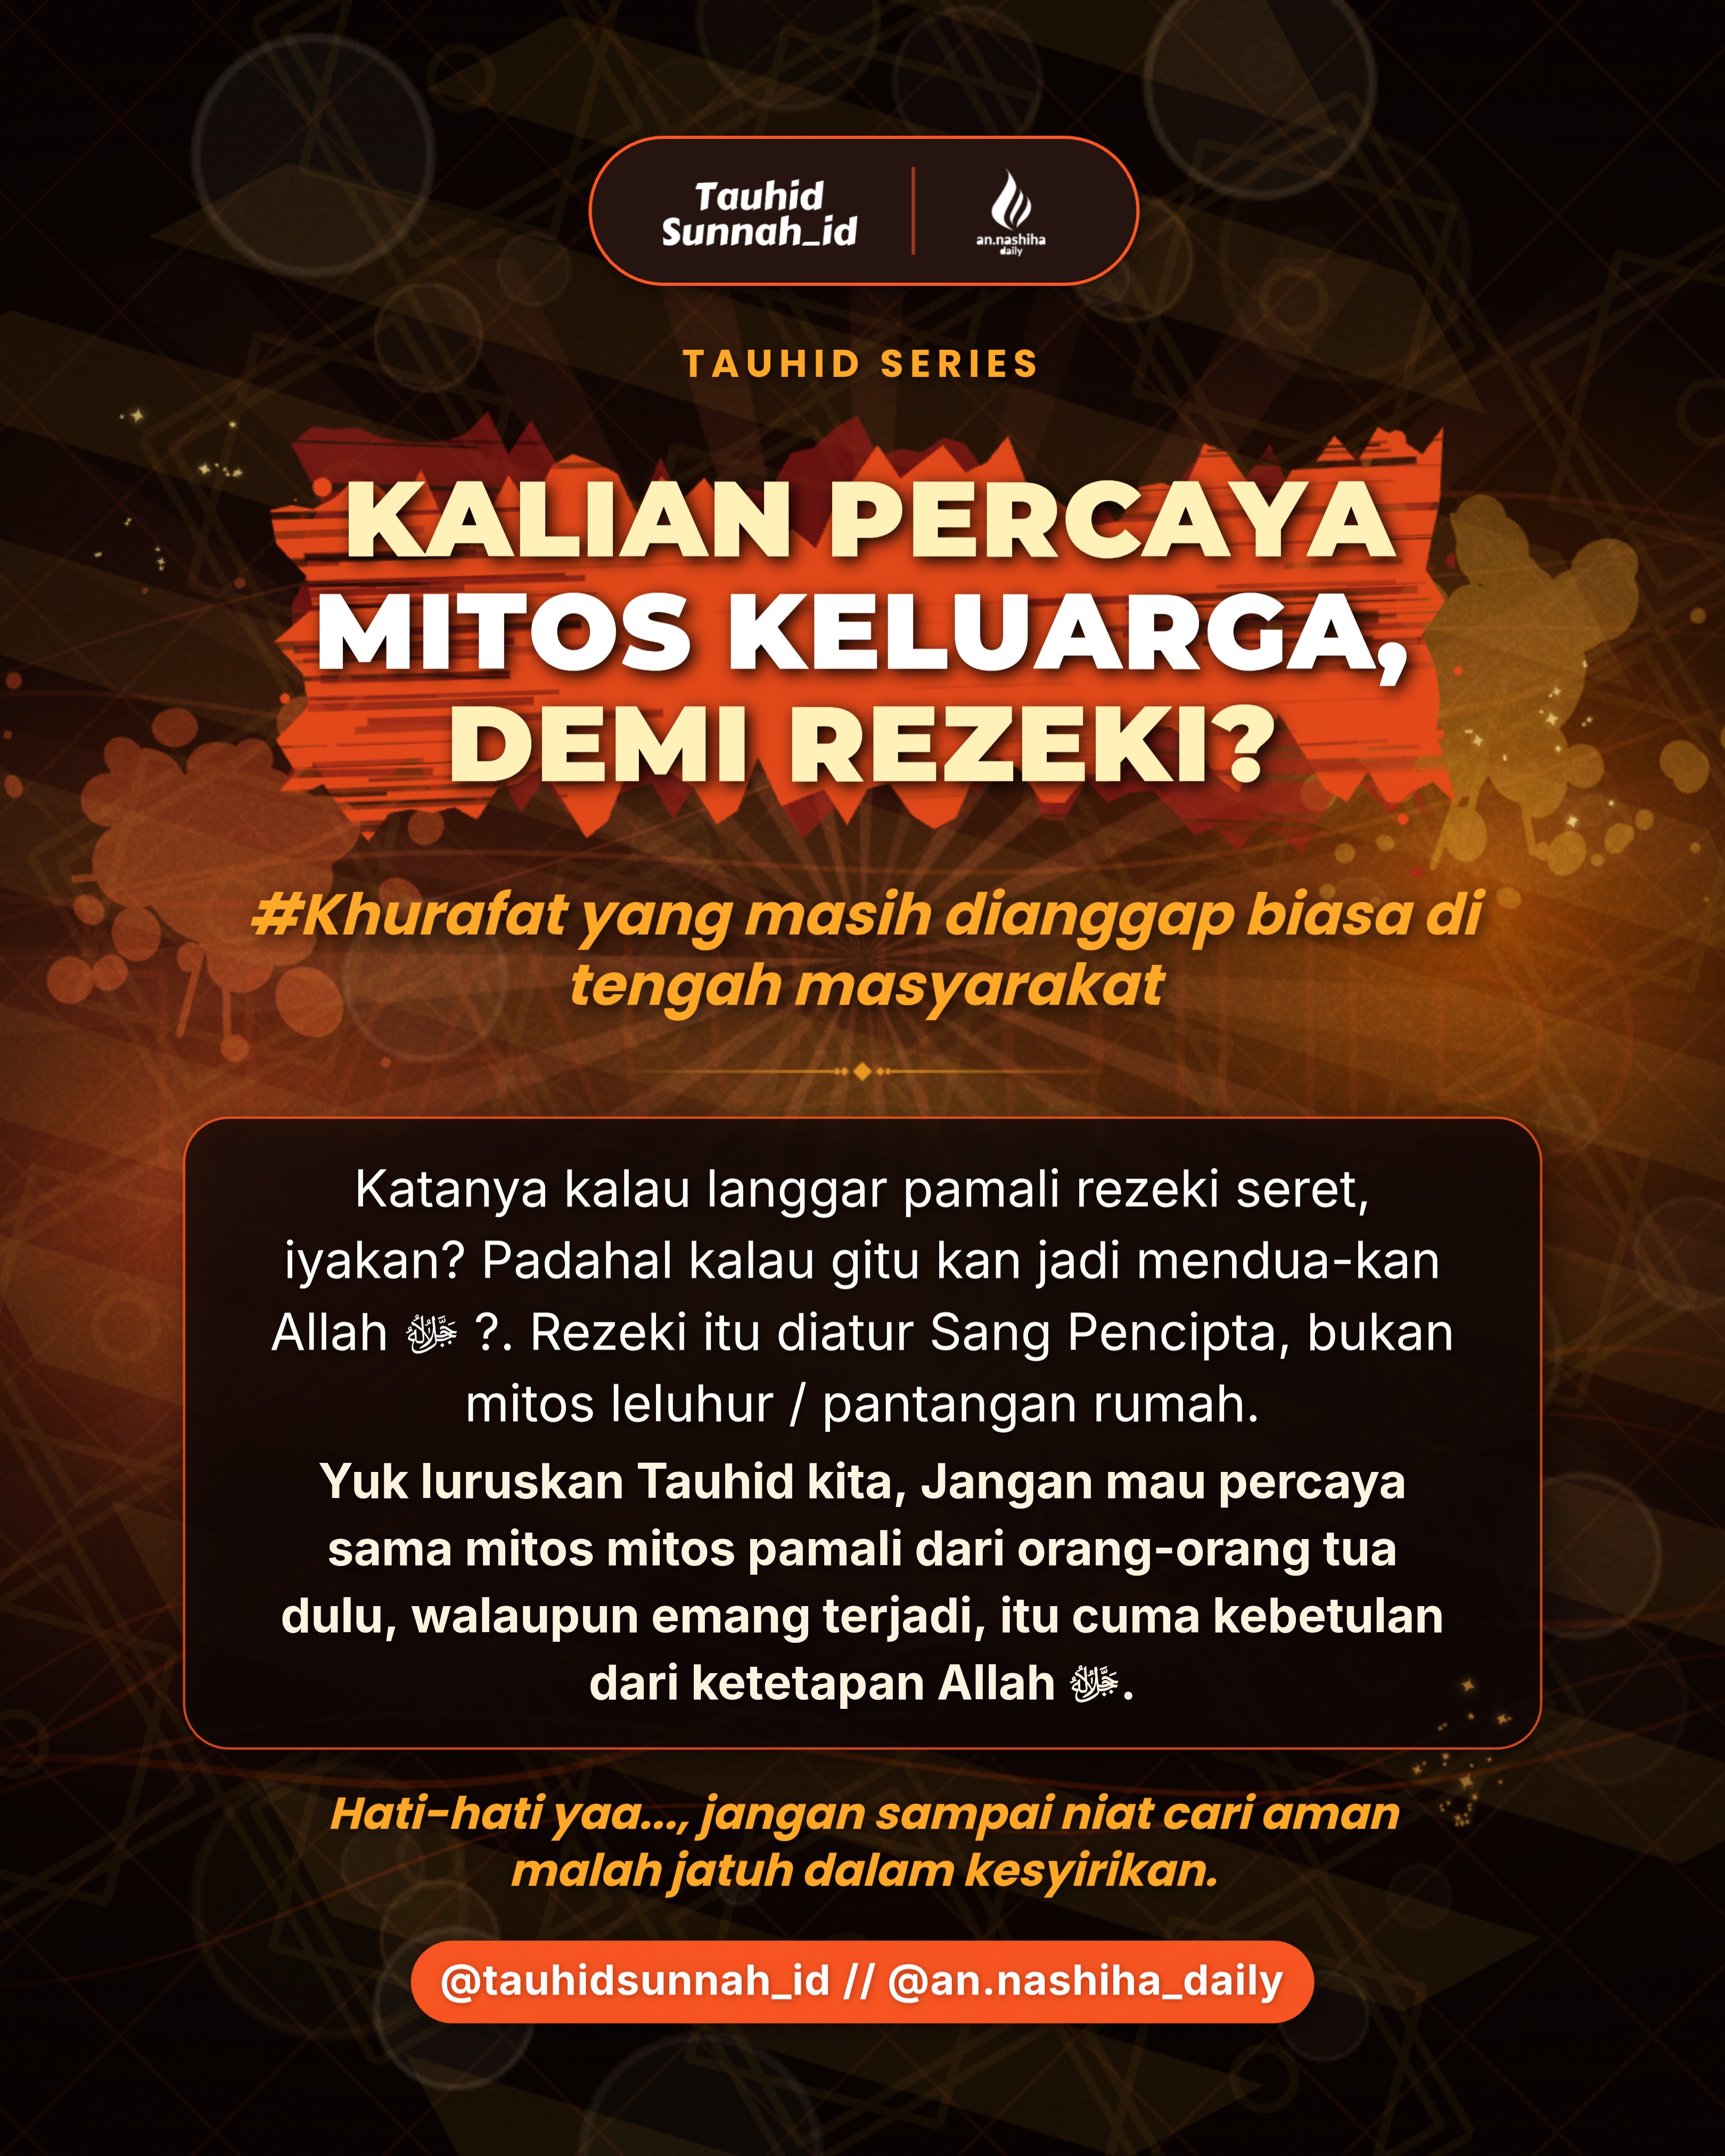 Tauhid
Sunnah_id
an.nashiha
daily
TAUHID SERIES
KALIAN PERCAYA
MITOS KELUARGA,
DEMI REZEKI?
#Khurafat yang masih dianggap biasa di
tengah masyarakat
Katanya kalau langgar pamali rezeki seret,
iyakan? Padahal kalau gitu kan jadi mendua-kan
Allah ﷻ ?. Rezeki itu diatur Sang Pencipta, bukan
mitos leluhur / pantangan rumah.
Yuk luruskan Tauhid kita, Jangan mau percaya
sama mitos mitos pamali dari orang-orang tua
dulu, walaupun emang terjadi, itu cuma kebetulan
dari ketetapan Allah ﷻ.
Hati-hati yaa..., jangan sampai niat cari aman
malah jatuh dalam kesyirikan.
@tauhidsunnah_id // @an.nashiha_daily